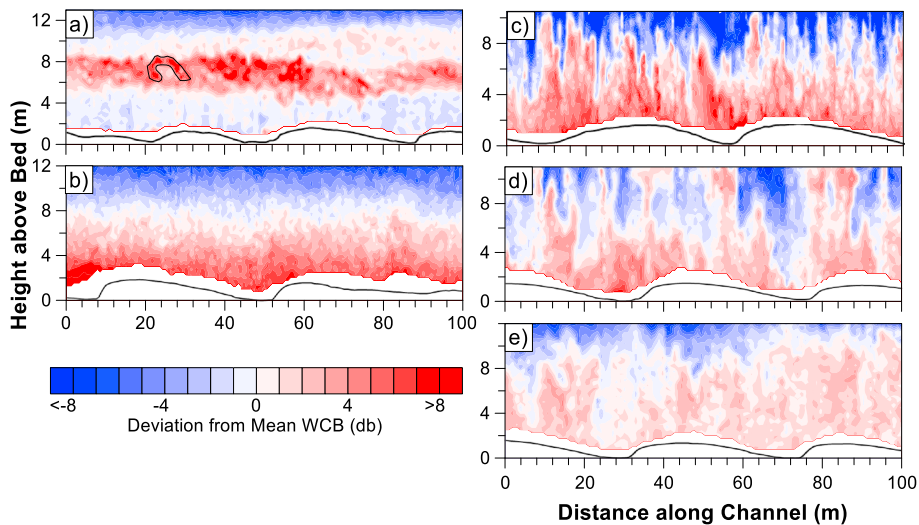 a)
12
8
4
0
b)
12
8
4
0
0 20 40 60 80 100
Height above Bed (m)
<-8 -4 0 4 >8
Deviation from Mean WCB (db)
c)
8
4
0
d)
8
4
0
e)
8
4
0
0 20 40 60 80 100
Distance along Channel (m)